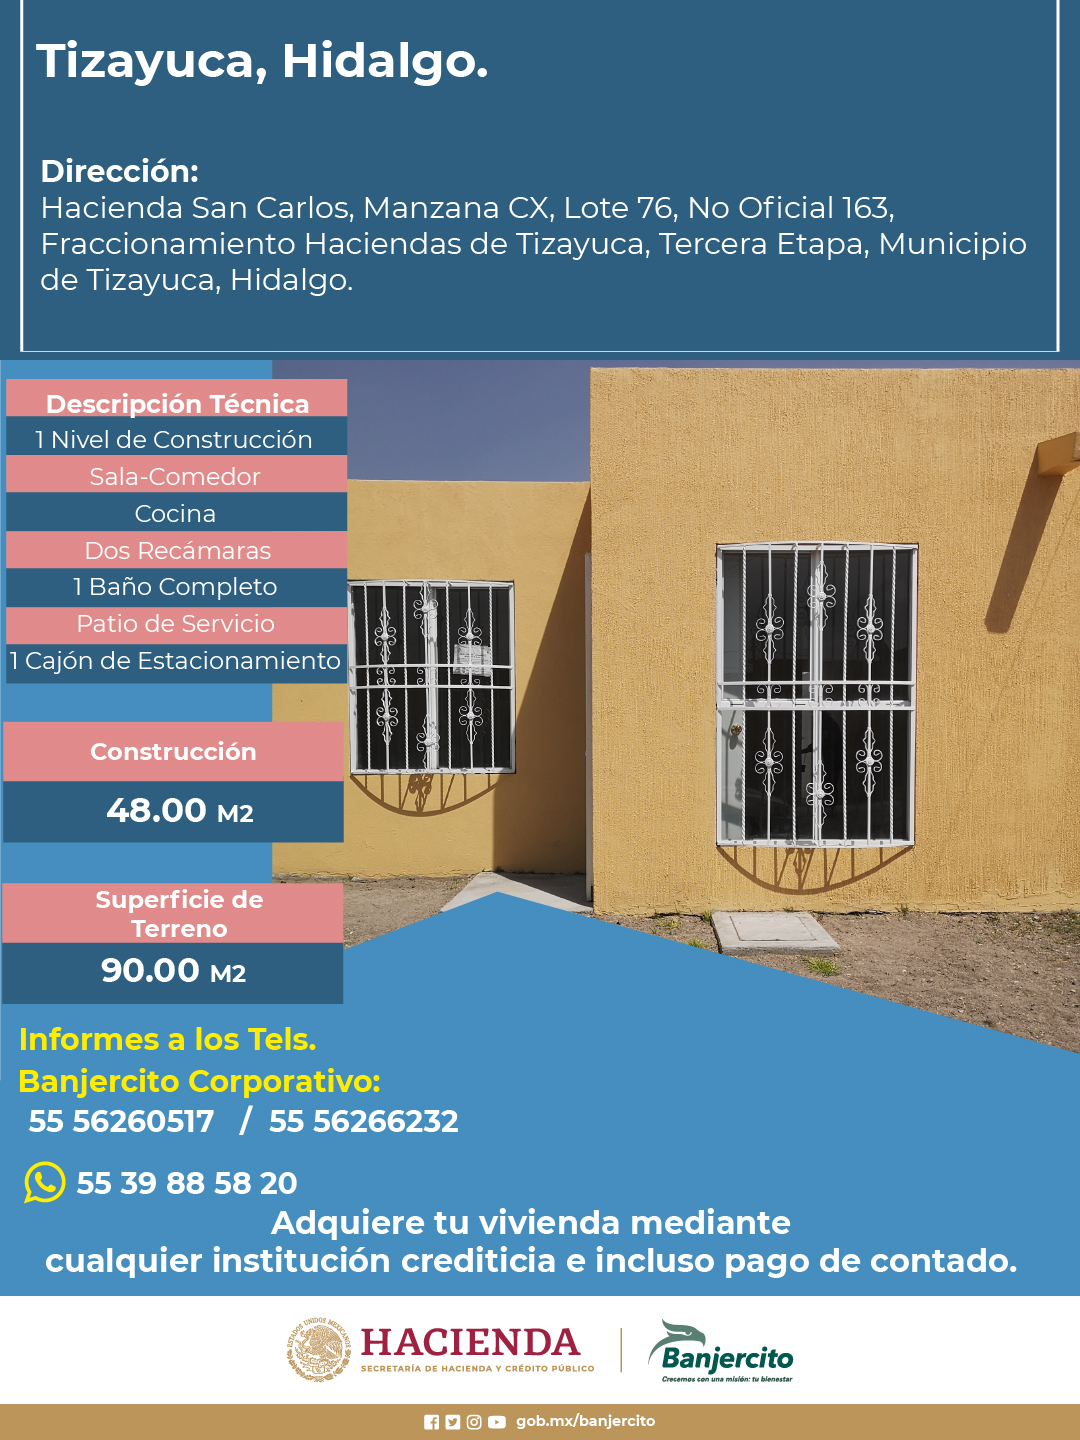 Tizayuca, Hidalgo.
Dirección:
Hacienda San Carlos, Manzana CX, Lote 76, No Oficial 163,
Fraccionamiento Haciendas de Tizayuca, Tercera Etapa, Municipio
de Tizayuca, Hidalgo.
Descripción Técnica
1 Nivel de Construcción
Sala-Comedor
Cocina
Dos Recámaras
1 Baño Completo
Patio de Servicio
1 Cajón de Estacionamiento
Construcción
48.00 M2
Superficie de
Terreno
90.00 M2
Informes a los Tels.
Banjercito Corporativo:
55 56260517 / 55 56266232
55 39 88 58 20
Adquiere tu vivienda mediante
cualquier institución crediticia e incluso pago de contado.
ESTADOS UNIDOS MEXICANOS
HACIENDA
SECRETARÍA DE HACIENDA Y CRÉDITO PÚBLICO
Banjercito
Crecemos con una misión: tu bienestar
gob.mx/banjercito